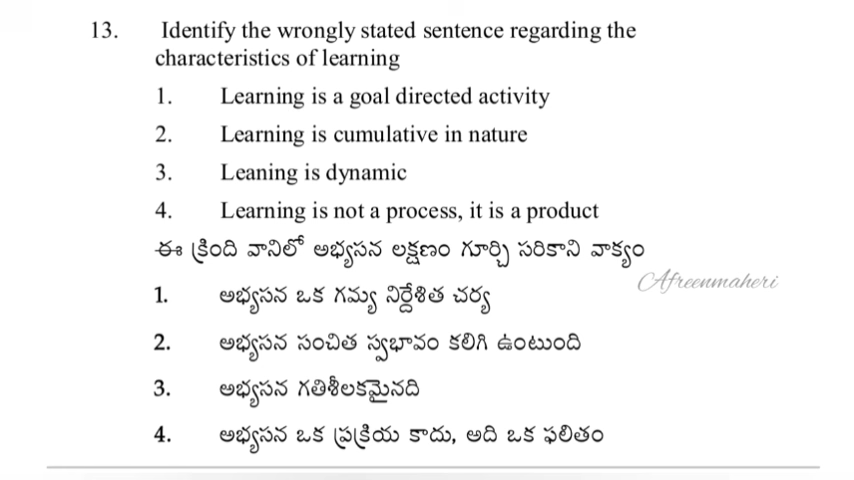 13. Identify the wrongly stated sentence regarding the
characteristics of learning
1. Learning is a goal directed activity
2. Learning is cumulative in nature
3. Leaning is dynamic
4. Learning is not a process, it is a product
ఈ క్రింది వానిలో అభ్యసన లక్షణం గూర్చి సరికాని వాక్యం
Afreenmaheri
1. అభ్యసన ఒక గమ్య నిర్దేశిత చర్య
2. అభ్యసన సంచిత స్వభావం కలిగి ఉంటుంది
3. అభ్యసన గతిశీలకమైనది
4. అభ్యసన ఒక ప్రక్రియ కాదు, అది ఒక ఫలితం